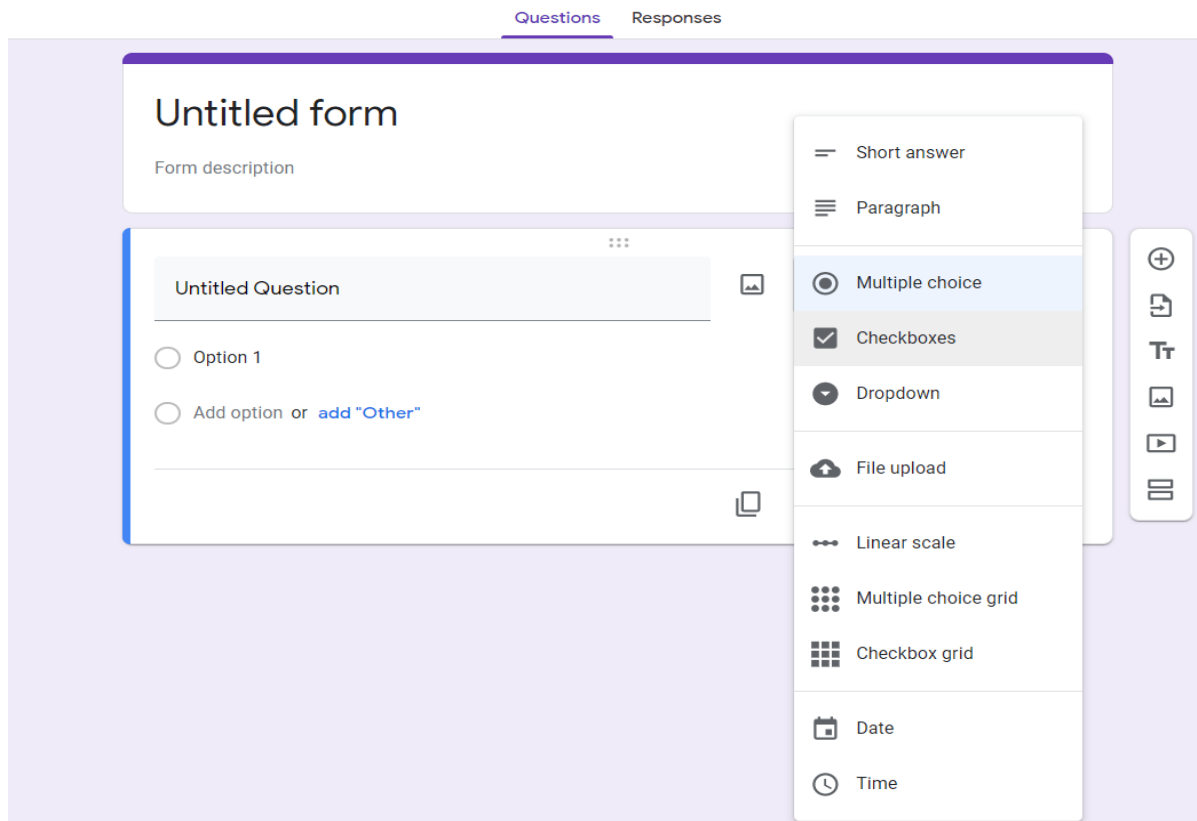 Questions Responses
Untitled form
Form description
Untitled Question
Option 1
Add option or add "Other"
Short answer
Paragraph
Multiple choice
Checkboxes
Dropdown
File upload
Linear scale
Multiple choice grid
Checkbox grid
Date
Time